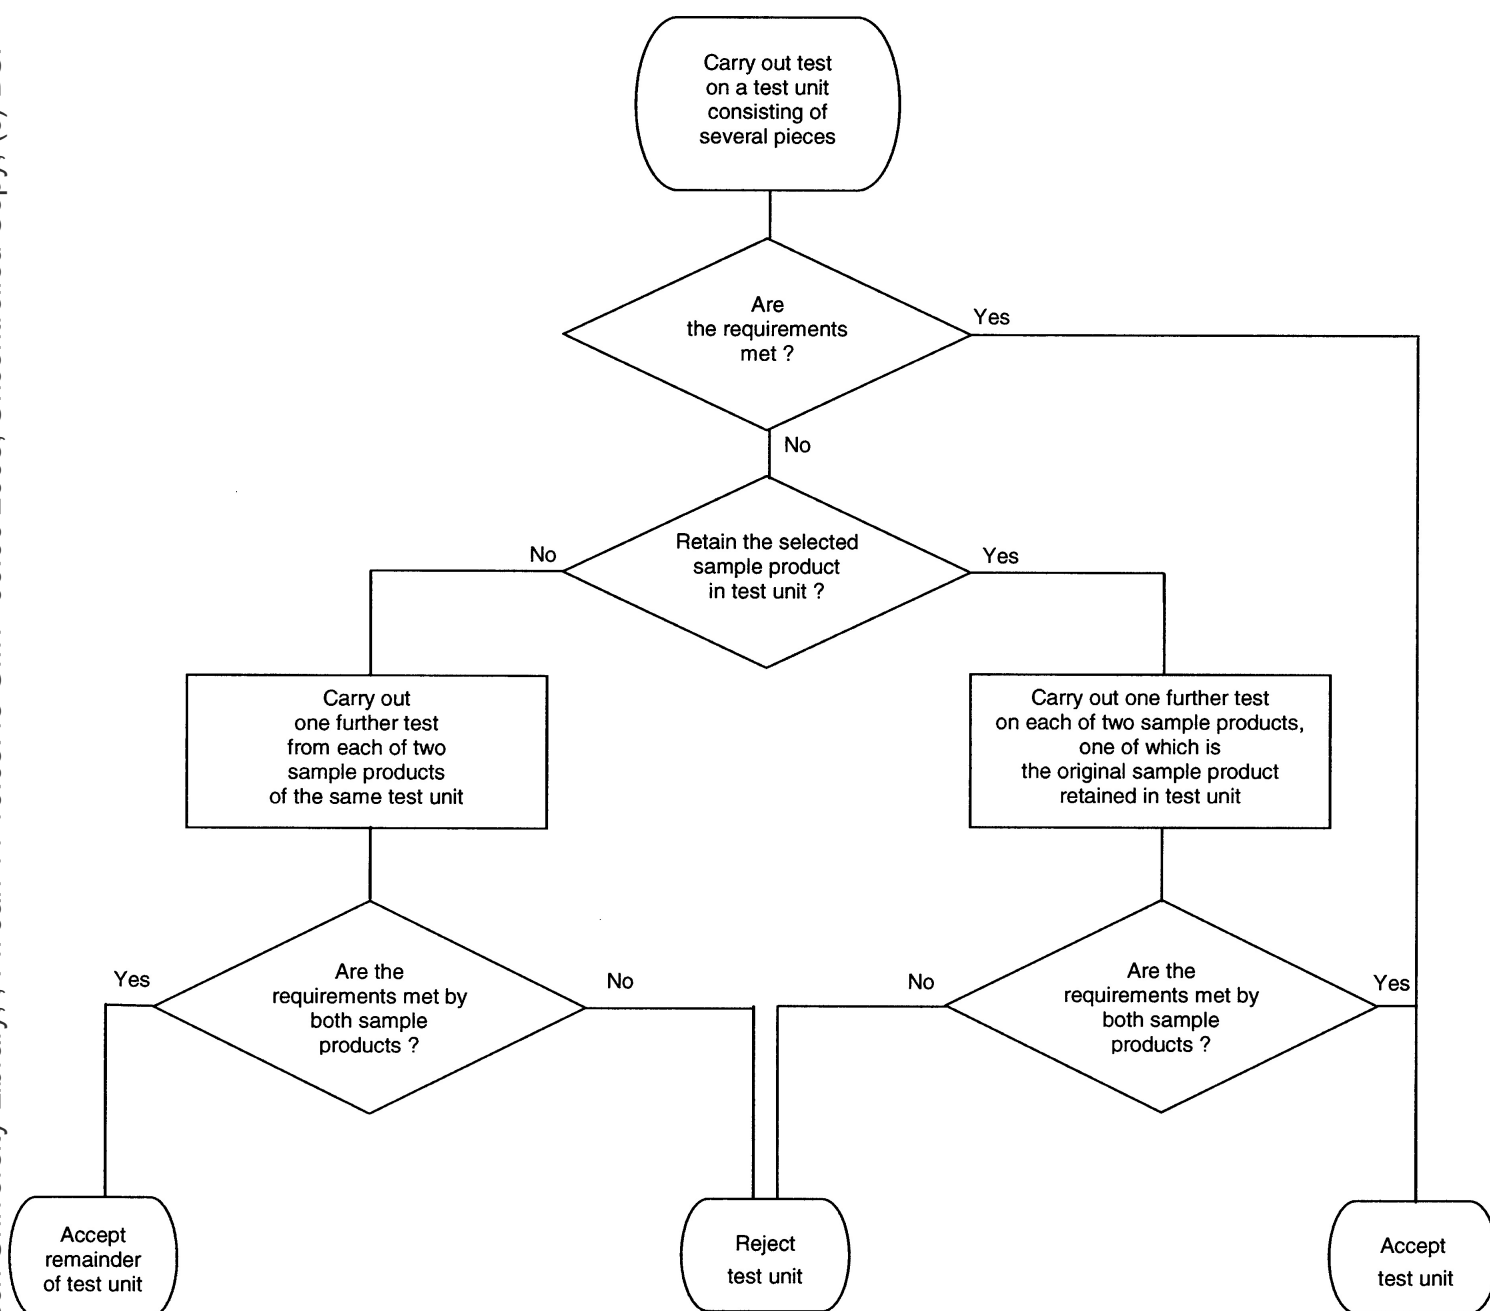 Carry out test
on a test unit
consisting of
several pieces
Are
the requirements
met ?
Yes
No
Retain the selected
sample product
in test unit ?
No
Yes
Carry out
one further test
from each of two
sample products
of the same test unit
Carry out one further test
on each of two sample products,
one of which is
the original sample product
retained in test unit
Are the
requirements met by
both sample
products ?
Yes
No
Are the
requirements met by
both sample
products ?
No
Yes
Accept
remainder
of test unit
Reject
test unit
Accept
test unit